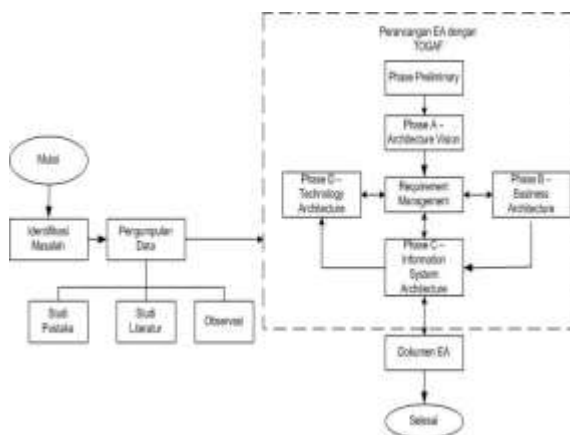 Perancangan EA dengan
TOGAF
Phase Preliminary
Phase A –
Architecture Vision
Mulai
Phase D –
Technology
Architecture
Requirement
Management
Phase B –
Business
Architecture
Identifikasi
Masalah
Pengumpulan
Data
Phase C –
Information
System
Architecture
Studi
Pustaka
Studi
Literatur
Observasi
Dokumen EA
Selesai